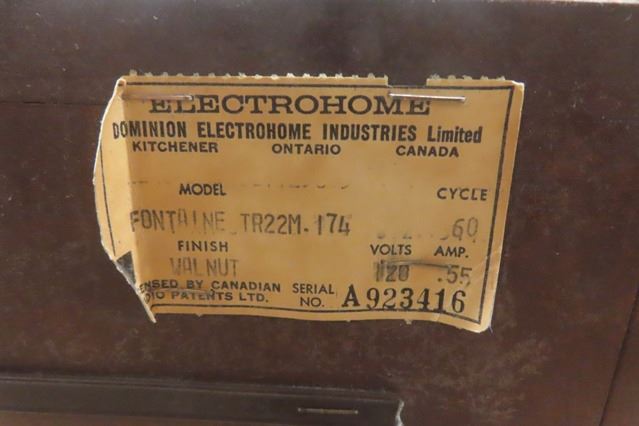 ELECTROHOME
DOMINION ELECTROHOME INDUSTRIES Limited
KITCHENER ONTARIO CANADA
MODEL CYCLE
FONTAINE TR22M.174 60
FINISH VOLTS AMP.
WALNUT 120 .55
ENSED BY CANADIAN SERIAL
DIO PATENTS LTD. NO. A923416